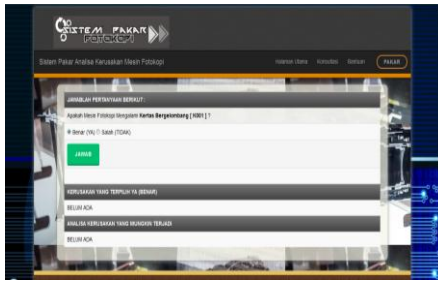 SISTEM PAKAR
FOTOKOPI
Sistem Pakar Analisa Kerusakan Mesin Fotokopi
Halaman Utama Konsultasi Bantuan PAKAR
JAWABLAH PERTANYAAN BERIKUT :
Apakah Mesin Fotokopi Mengalami Kertas Bergelombang [ K001 ] ?
Benar (YA) Salah (TIDAK)
JAWAB
KERUSAKAN YANG TERPILIH YA (BENAR)
BELUM ADA
ANALISA KERUSAKAN YANG MUNGKIN TERJADI
BELUM ADA